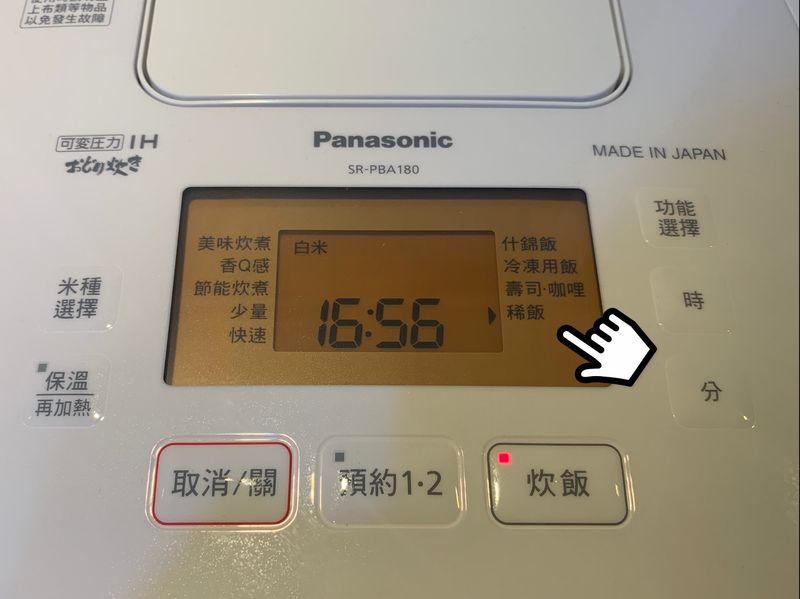 上布類等物品
以免發生故障
可変圧力IH
おどり炊き
Panasonic
SR-PBA180
MADE IN JAPAN
美味炊煮
香Q感
節能炊煮
少量
快速
白米
16:56
什錦飯
冷凍用飯
壽司·咖哩
稀飯
功能
選擇
時
分
米種
選擇
保溫
再加熱
取消/關
預約1·2
炊飯